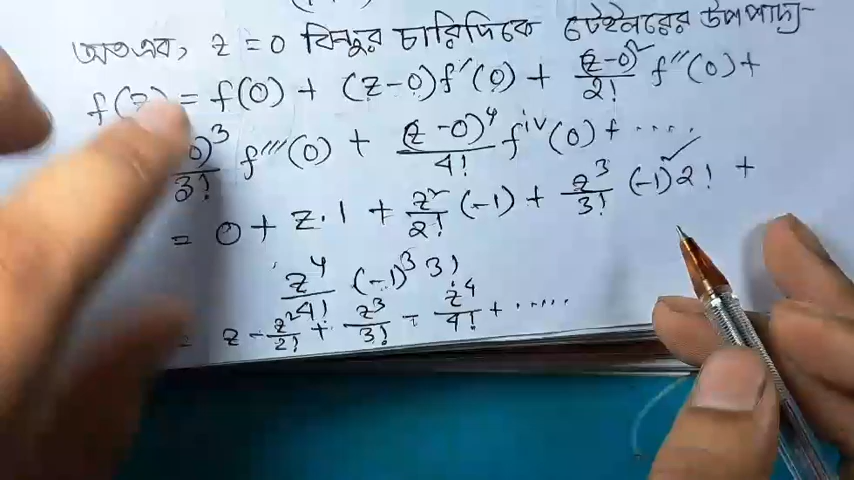 অতএব, z = 0 বিন্দুর চারিদিকে টেইলরের উপপাদ্য-
f(z) = f(0) + (z-0)f'(0) + (z-0)²/2! f''(0) +
0)³/3! f'''(0) + (z-0)⁴/4! f^iv(0) + ....
= 0 + z.1 + z²/2! (-1) + z³/3! (-1)² 2! +
z⁴/4! (-1)³ 3!
= z - z²/2! + z³/3! - z⁴/4! + .....